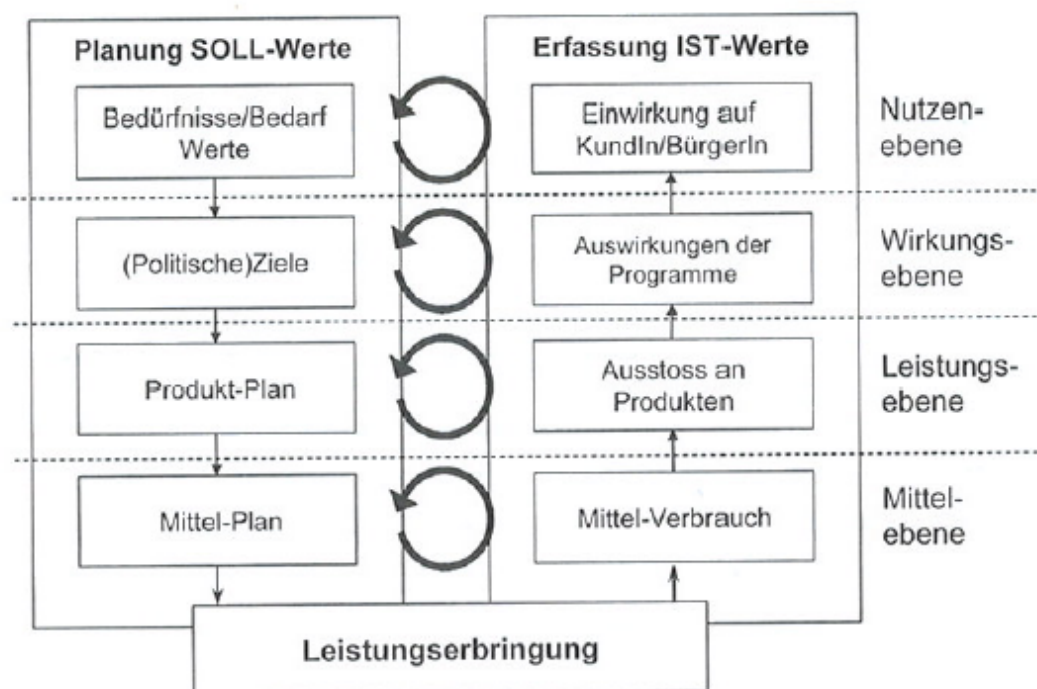 Planung SOLL-Werte
Erfassung IST-Werte
Bedürfnisse/Bedarf
Werte
Einwirkung auf
KundIn/BürgerIn
Nutzen-
ebene
(Politische)Ziele
Auswirkungen der
Programme
Wirkungs-
ebene
Produkt-Plan
Ausstoss an
Produkten
Leistungs-
ebene
Mittel-Plan
Mittel-Verbrauch
Mittel-
ebene
Leistungserbringung